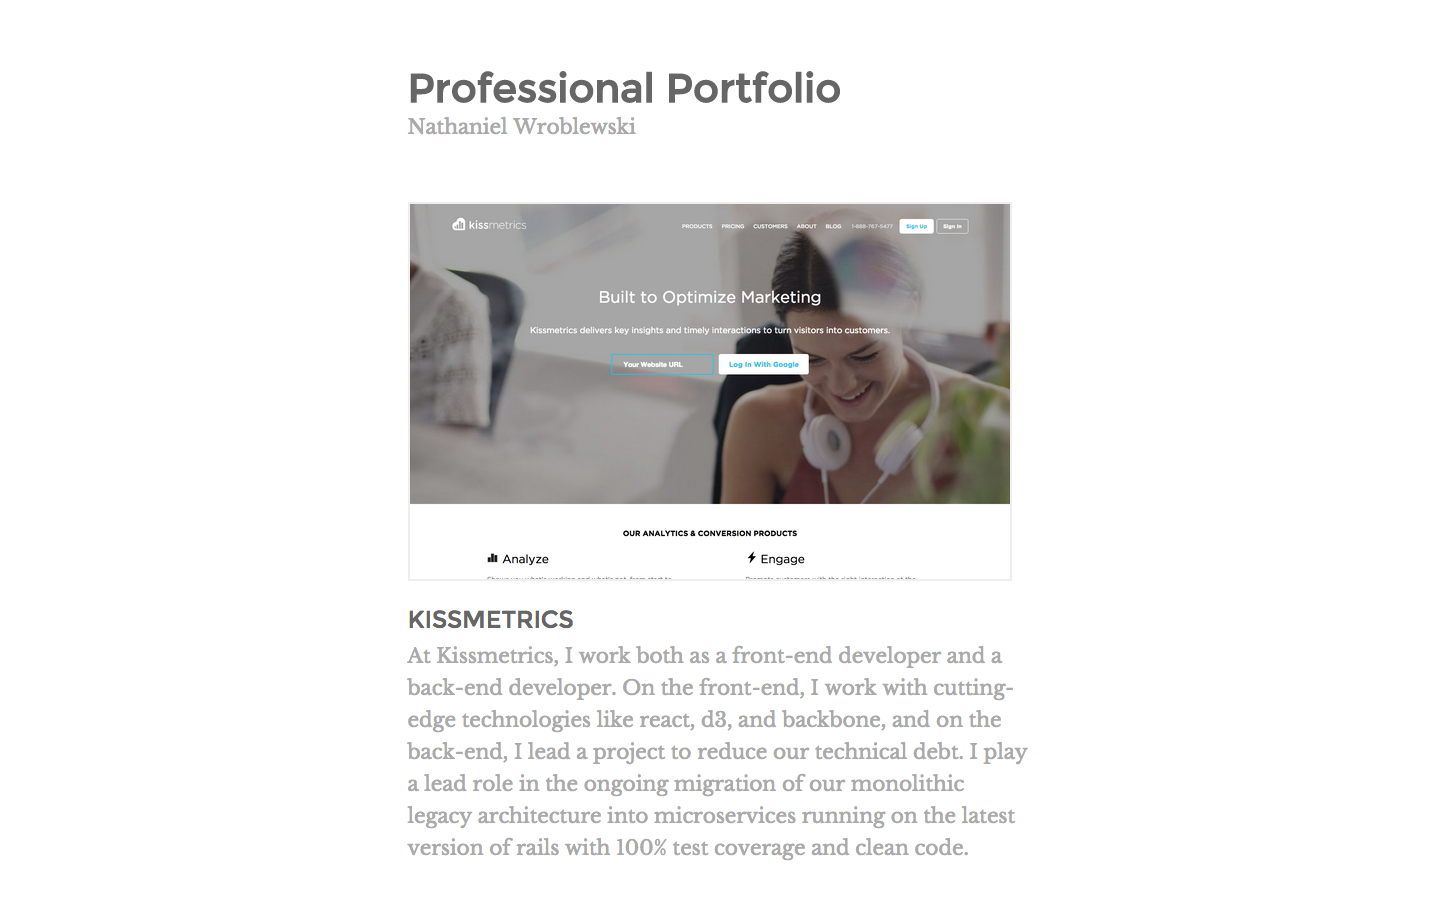 Professional Portfolio
Nathaniel Wroblewski
kissmetrics
PRODUCTS PRICING CUSTOMERS ABOUT BLOG 1-888-767-5477 Sign Up Sign In
Built to Optimize Marketing
Kissmetrics delivers key insights and timely interactions to turn visitors into customers.
Your Website URL Log In With Google
OUR ANALYTICS & CONVERSION PRODUCTS
Analyze Engage
KISSMETRICS
At Kissmetrics, I work both as a front-end developer and a
back-end developer. On the front-end, I work with cutting-
edge technologies like react, d3, and backbone, and on the
back-end, I lead a project to reduce our technical debt. I play
a lead role in the ongoing migration of our monolithic
legacy architecture into microservices running on the latest
version of rails with 100% test coverage and clean code.